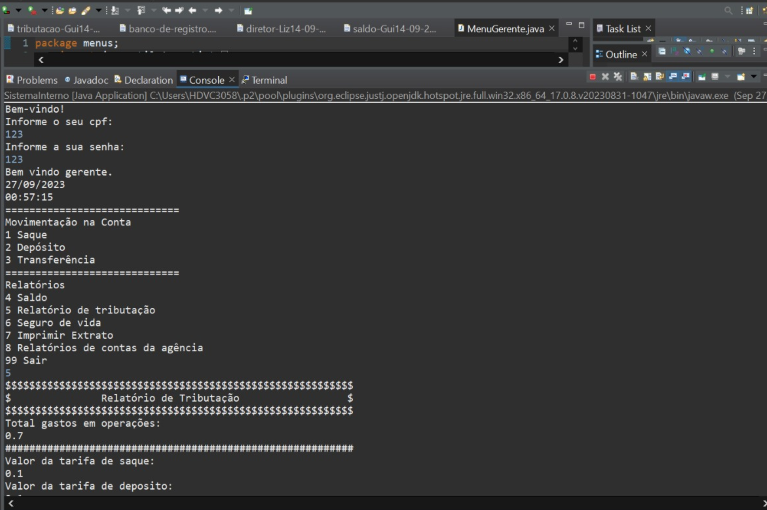 tributacao-Gui14-...
banco-de-registro....
diretor-Liz14-09-...
saldo-Gui14-09-2...
MenuGerente.java
Task List
1 package menus;
Outline
Problems Javadoc Declaration Console Terminal
SistemaInterno [Java Application] C:\Users\HDVC3058\.p2\pool\plugins\org.eclipse.justj.openjdk.hotspot.jre.full.win32.x86_64_17.0.8.v20230831-1047\jre\bin\javaw.exe (Sep 27
Bem-vindo!
Informe o seu cpf:
123
Informe a sua senha:
123
Bem vindo gerente.
27/09/2023
00:57:15
=============================
Movimentação na Conta
1 Saque
2 Depósito
3 Transferência
=============================
Relatórios
4 Saldo
5 Relatório de tributação
6 Seguro de vida
7 Imprimir Extrato
8 Relatórios de contas da agência
99 Sair
5
$$$$$$$$$$$$$$$$$$$$$$$$$$$$$$$$$$$$$$$$$$$$$$$$$$$$$$$$$$
$ Relatório de Tributação $
$$$$$$$$$$$$$$$$$$$$$$$$$$$$$$$$$$$$$$$$$$$$$$$$$$$$$$$$$$
Total gastos em operações:
0.7
##########################################################
Valor da tarifa de saque:
0.1
Valor da tarifa de deposito: